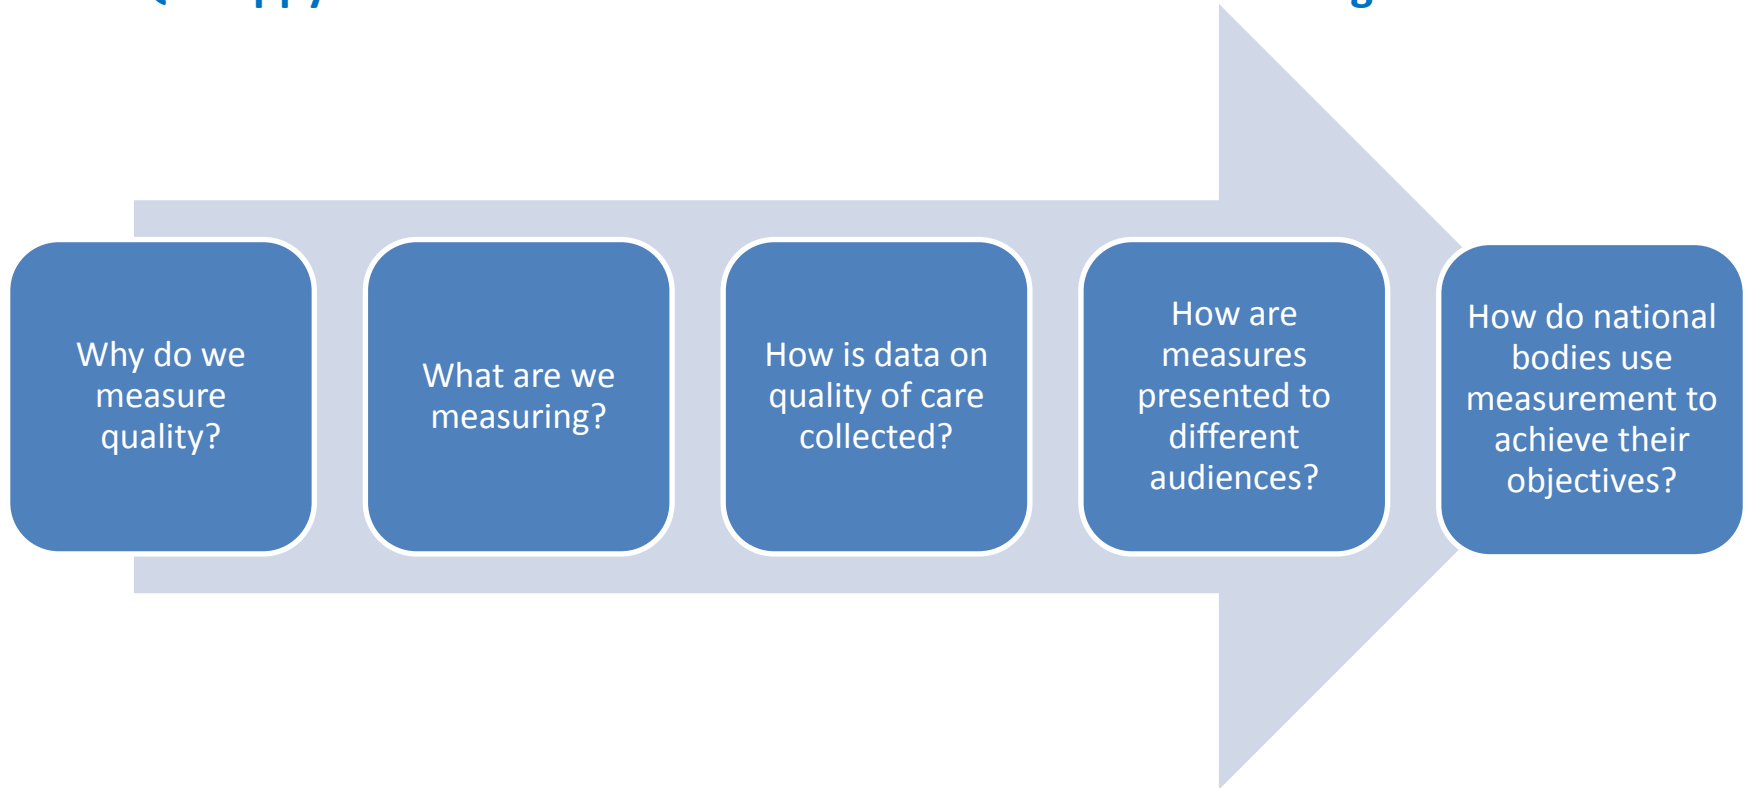 Why do we
measure
quality?
What are we
measuring?
How is data on
quality of care
collected?
How are
measures
presented to
different
audiences?
How do national
bodies use
measurement to
achieve their
objectives?